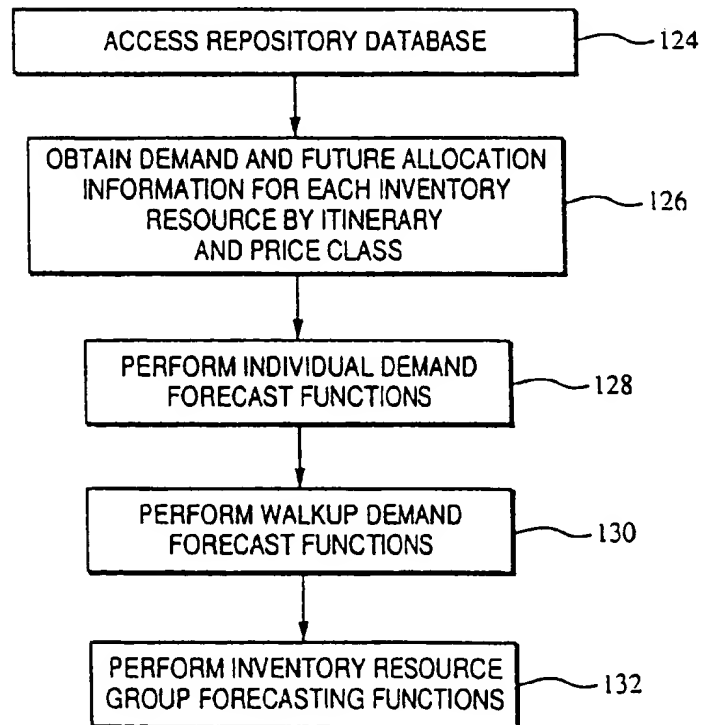 ACCESS REPOSITORY DATABASE
124
OBTAIN DEMAND AND FUTURE ALLOCATION
INFORMATION FOR EACH INVENTORY
RESOURCE BY ITINERARY
AND PRICE CLASS
126
PERFORM INDIVIDUAL DEMAND
FORECAST FUNCTIONS
128
PERFORM WALKUP DEMAND
FORECAST FUNCTIONS
130
PERFORM INVENTORY RESOURCE
GROUP FORECASTING FUNCTIONS
132